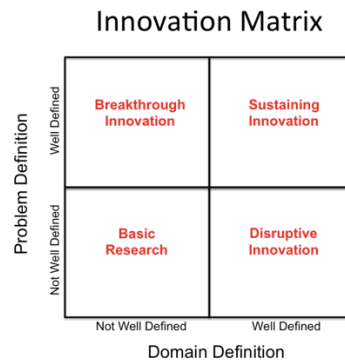 Innovation Matrix
Problem Definition
Well Defined
Not Well Defined
Breakthrough
Innovation
Sustaining
Innovation
Basic
Research
Disruptive
Innovation
Not Well Defined
Well Defined
Domain Definition